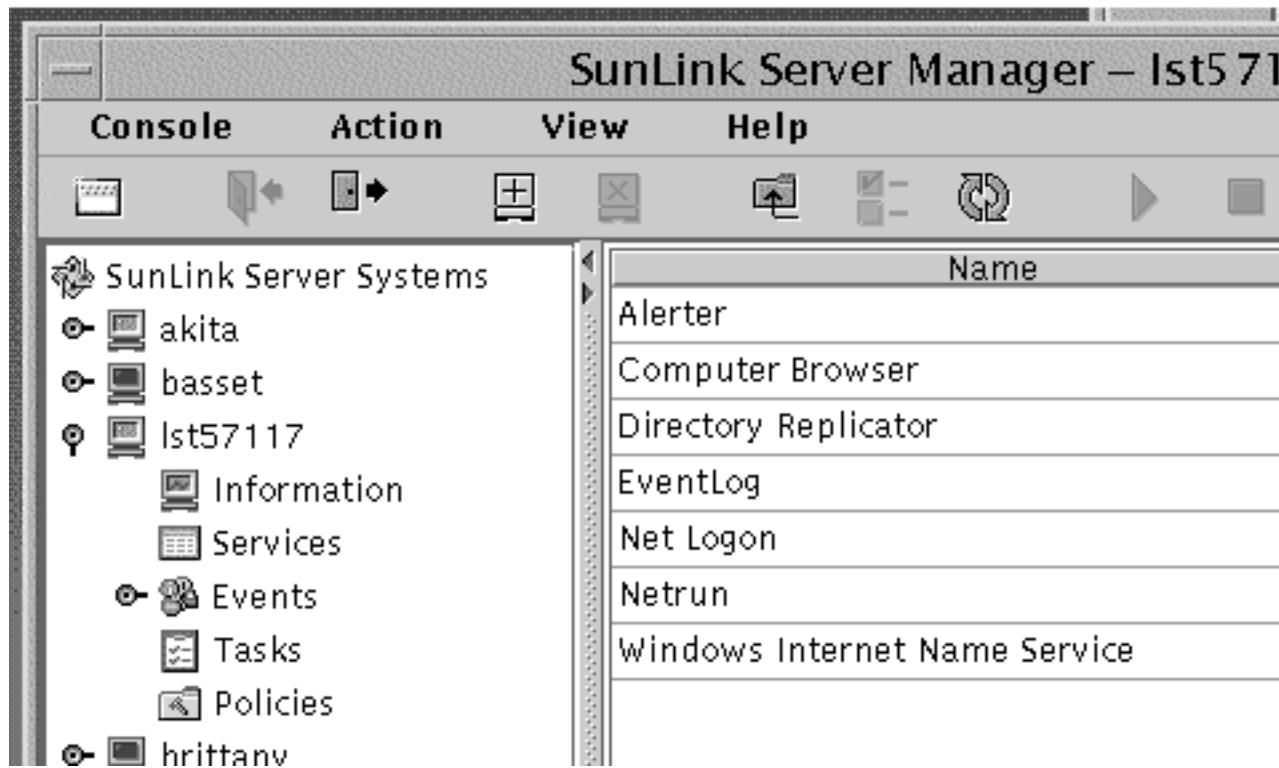 SunLink Server Manager – lst571
Console Action View Help
SunLink Server Systems
akita
basset
lst57117
Information
Services
Events
Tasks
Policies
brittany
Name
Alerter
Computer Browser
Directory Replicator
EventLog
Net Logon
Netrun
Windows Internet Name Service